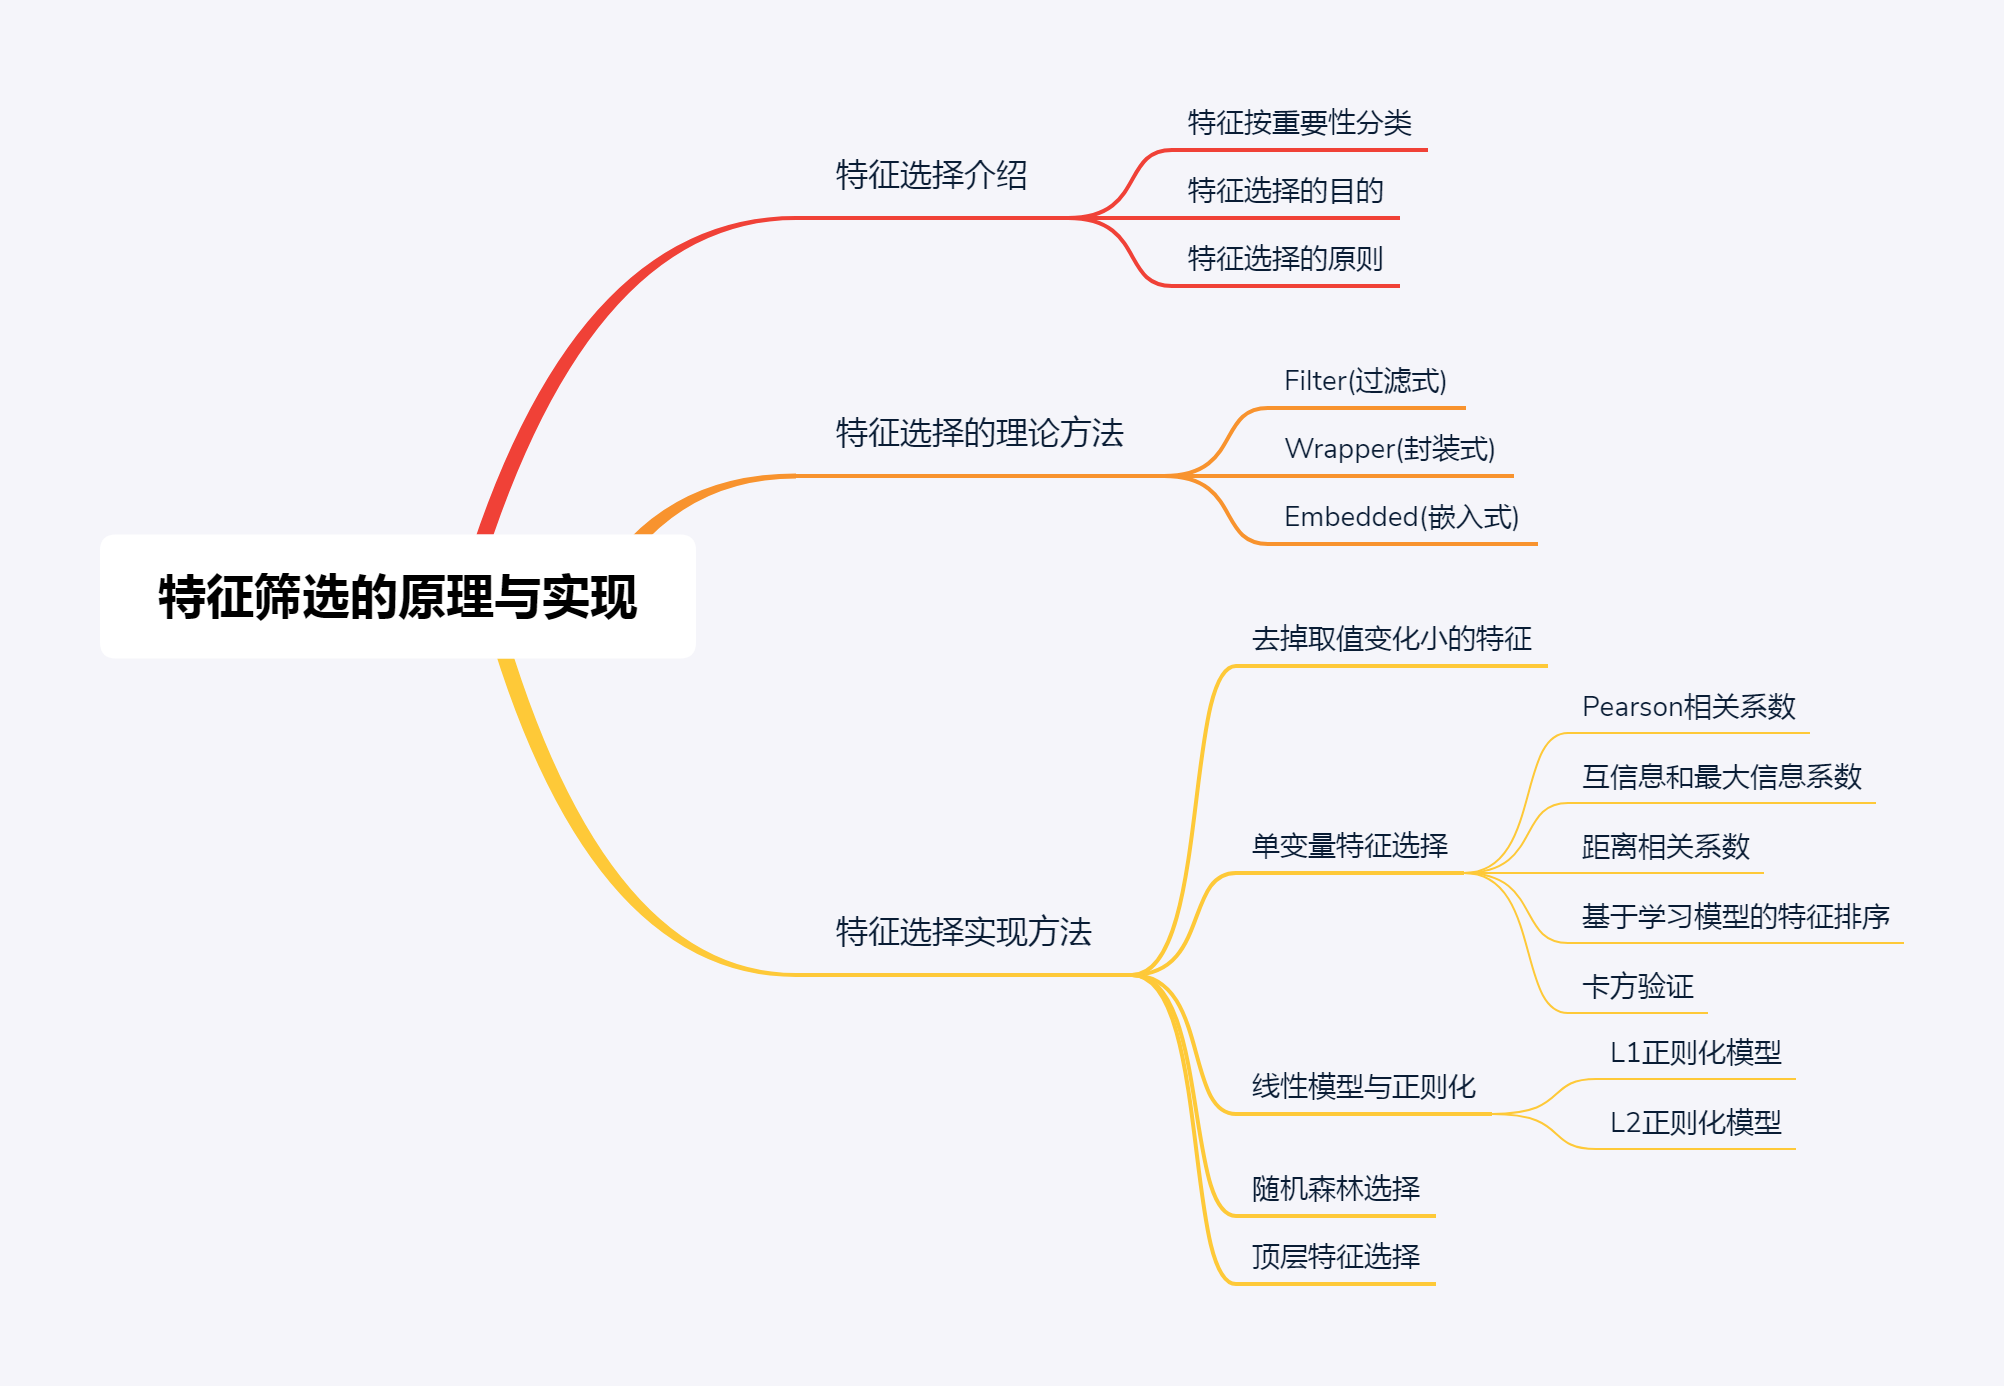 特征筛选的原理与实现
特征选择介绍
特征按重要性分类
特征选择的目的
特征选择的原则
特征选择的理论方法
Filter(过滤式)
Wrapper(封装式)
Embedded(嵌入式)
特征选择实现方法
去掉取值变化小的特征
单变量特征选择
Pearson相关系数
互信息和最大信息系数
距离相关系数
基于学习模型的特征排序
卡方验证
线性模型与正则化
L1正则化模型
L2正则化模型
随机森林选择
顶层特征选择